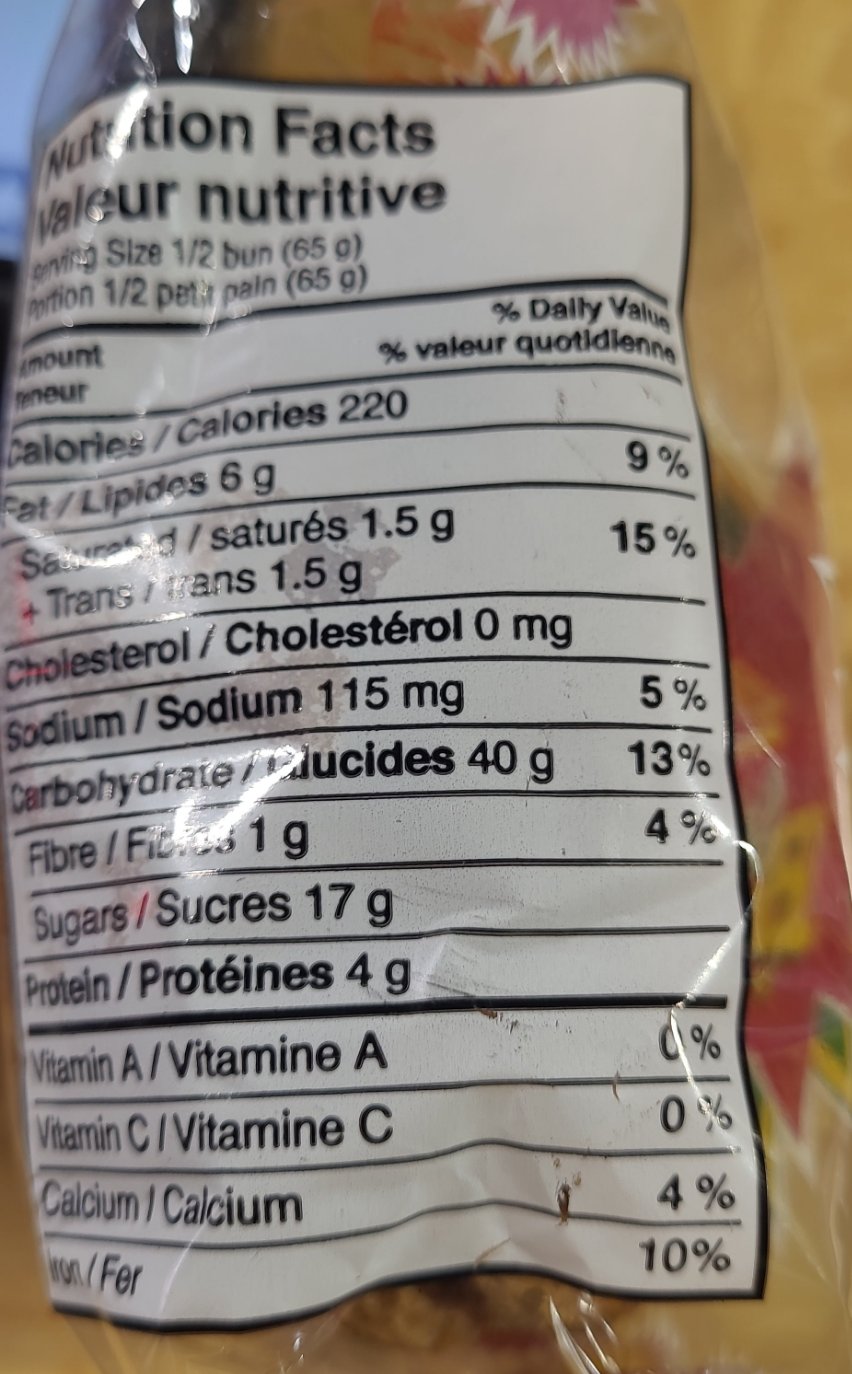 Nutrition Facts
Valeur nutritive
Serving Size 1/2 bun (65 g)
Portion 1/2 petit pain (65 g)
Amount
Teneur
% Daily Value
% valeur quotidienne
Calories / Calories 220
Fat / Lipides 6 g 9 %
Saturated / saturés 1.5 g
+ Trans / trans 1.5 g 15 %
Cholesterol / Cholestérol 0 mg
Sodium / Sodium 115 mg 5 %
Carbohydrate / Glucides 40 g 13%
Fibre / Fibres 1 g 4 %
Sugars / Sucres 17 g
Protein / Protéines 4 g
Vitamin A / Vitamine A 0 %
Vitamin C / Vitamine C 0 %
Calcium / Calcium 4 %
Iron / Fer 10%